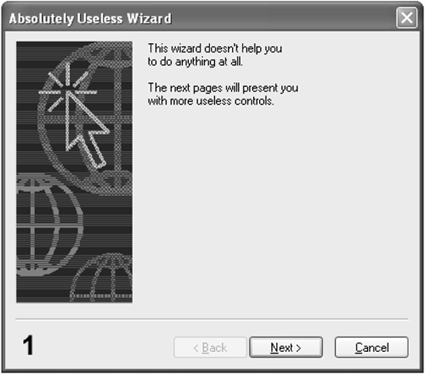 Absolutely Useless Wizard
This wizard doesn't help you
to do anything at all.
The next pages will present you
with more useless controls.
1
< Back
Next >
Cancel